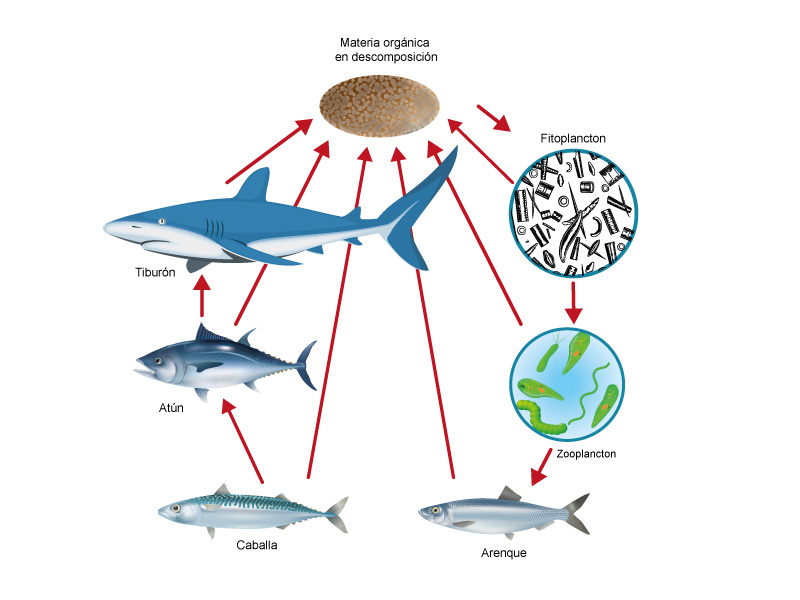 Materia orgánica
en descomposición
Fitoplancton
Tiburón
Atún
Zooplancton
Caballa
Arenque